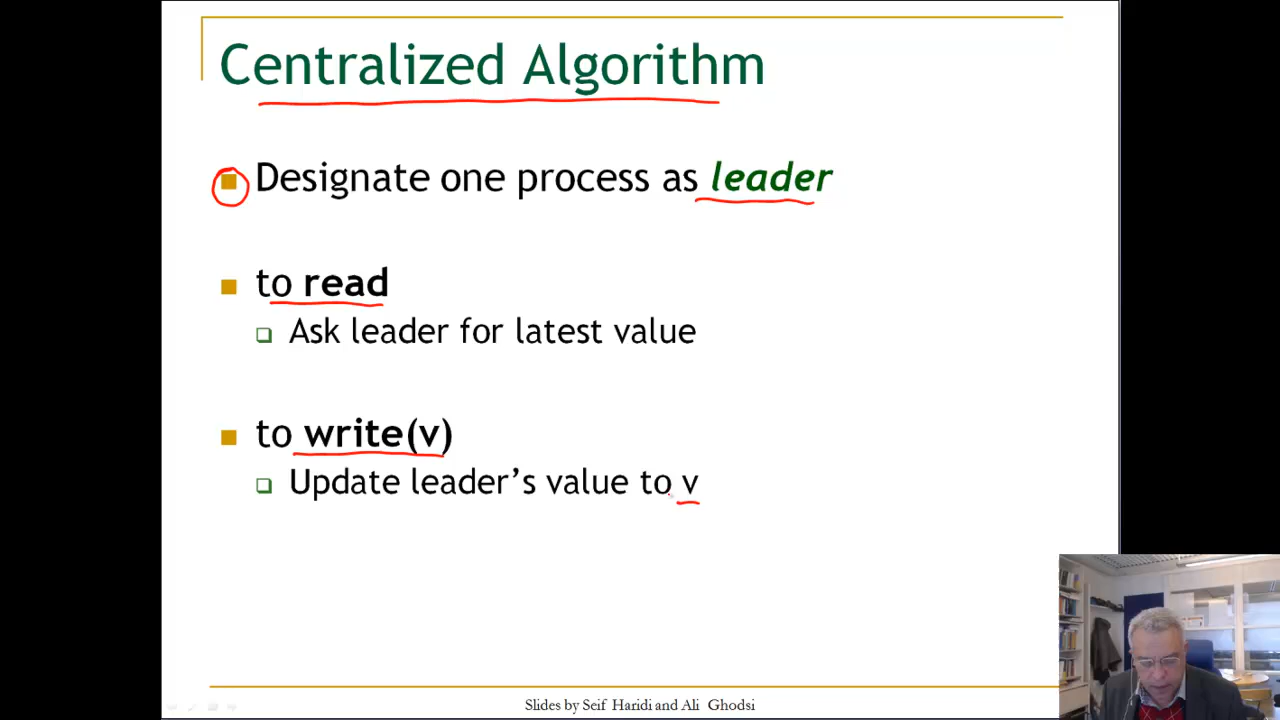 Centralized Algorithm
Designate one process as leader
to read
Ask leader for latest value
to write(v)
Update leader’s value to v
Slides by Seif Haridi and Ali Ghodsi